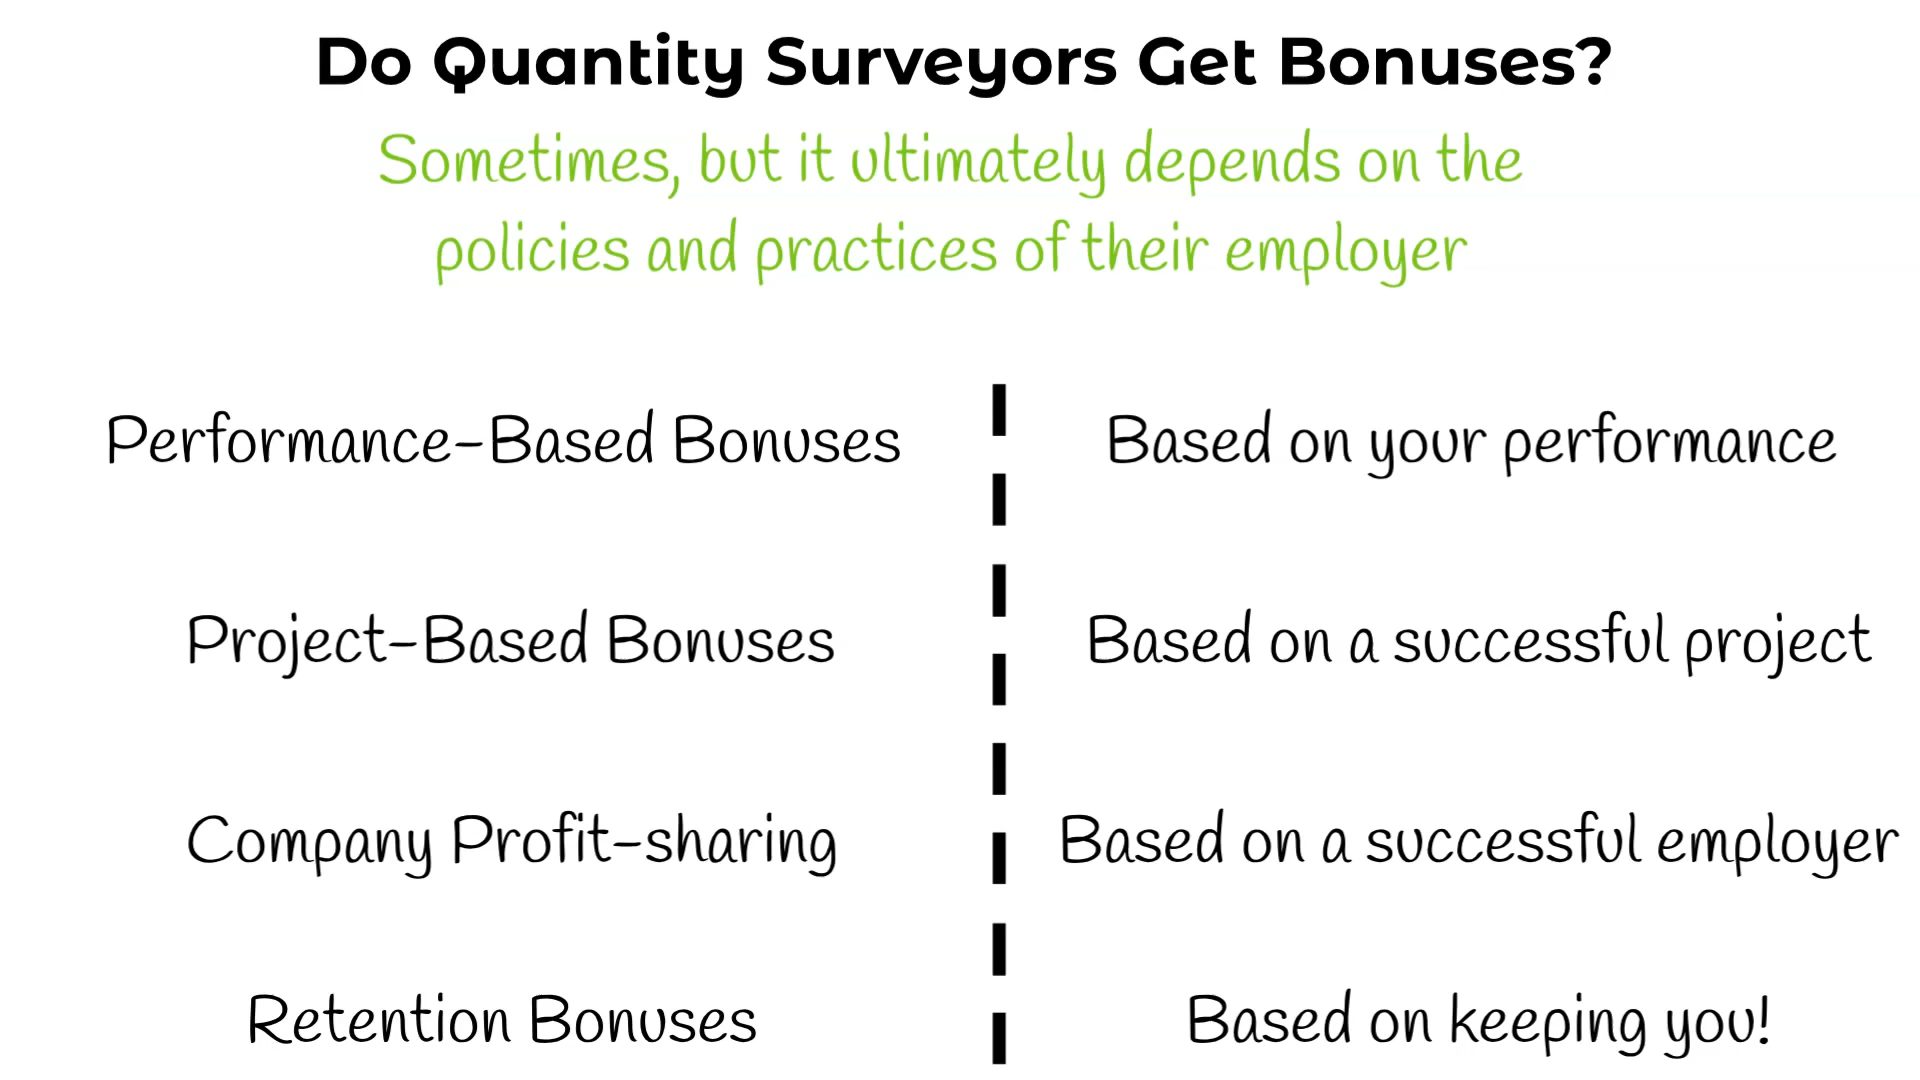 Do Quantity Surveyors Get Bonuses?
Sometimes, but it ultimately depends on the
policies and practices of their employer
Performance-Based Bonuses
Based on your performance
Project-Based Bonuses
Based on a successful project
Company Profit-sharing
Based on a successful employer
Retention Bonuses
Based on keeping you!